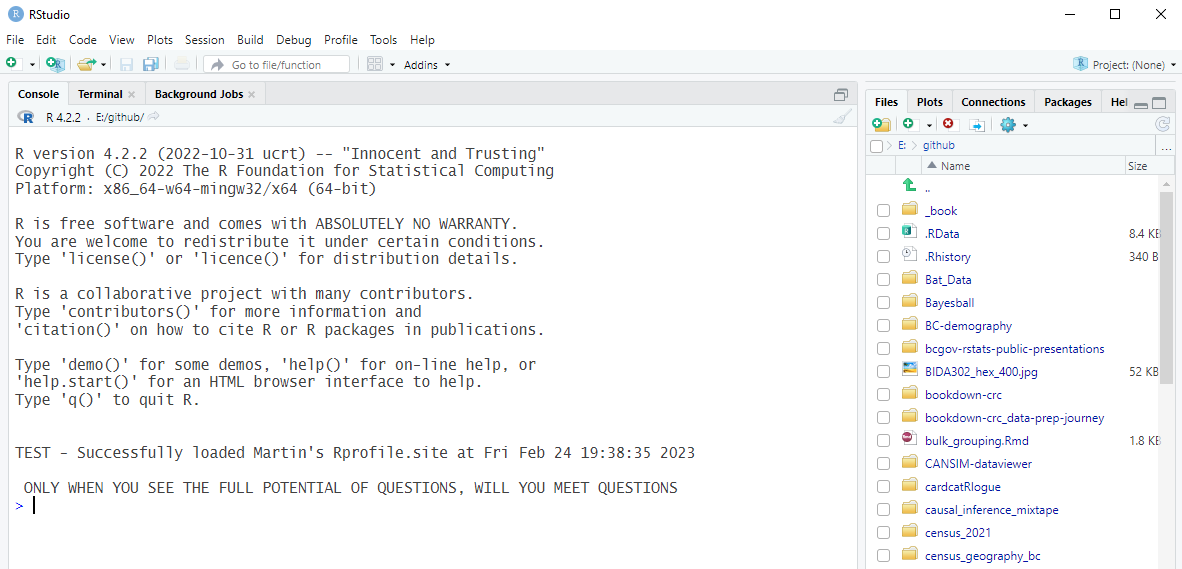 RStudio
File Edit Code View Plots Session Build Debug Profile Tools Help
Go to file/function Addins Project: (None)
Console Terminal Background Jobs
R 4.2.2 · E:/github/
R version 4.2.2 (2022-10-31 ucrt) -- "Innocent and Trusting"
Copyright (C) 2022 The R Foundation for Statistical Computing
Platform: x86_64-w64-mingw32/x64 (64-bit)
R is free software and comes with ABSOLUTELY NO WARRANTY.
You are welcome to redistribute it under certain conditions.
Type 'license()' or 'licence()' for distribution details.
R is a collaborative project with many contributors.
Type 'contributors()' for more information and
'citation()' on how to cite R or R packages in publications.
Type 'demo()' for some demos, 'help()' for on-line help, or
'help.start()' for an HTML browser interface to help.
Type 'q()' to quit R.
TEST - Successfully loaded Martin's Rprofile.site at Fri Feb 24 19:38:35 2023
ONLY WHEN YOU SEE THE FULL POTENTIAL OF QUESTIONS, WILL YOU MEET QUESTIONS
>
Files Plots Connections Packages Hel
E: github ...
Name Size
..
_book
.RData 8.4 KB
.Rhistory 340 B
Bat_Data
Bayesball
BC-demography
bcgov-rstats-public-presentations
BIDA302_hex_400.jpg 52 KB
bookdown-crc
bookdown-crc_data-prep-journey
bulk_grouping.Rmd 1.8 KB
CANSIM-dataviewer
cardcatRlogue
causal_inference_mixtape
census_2021
census_geography_bc